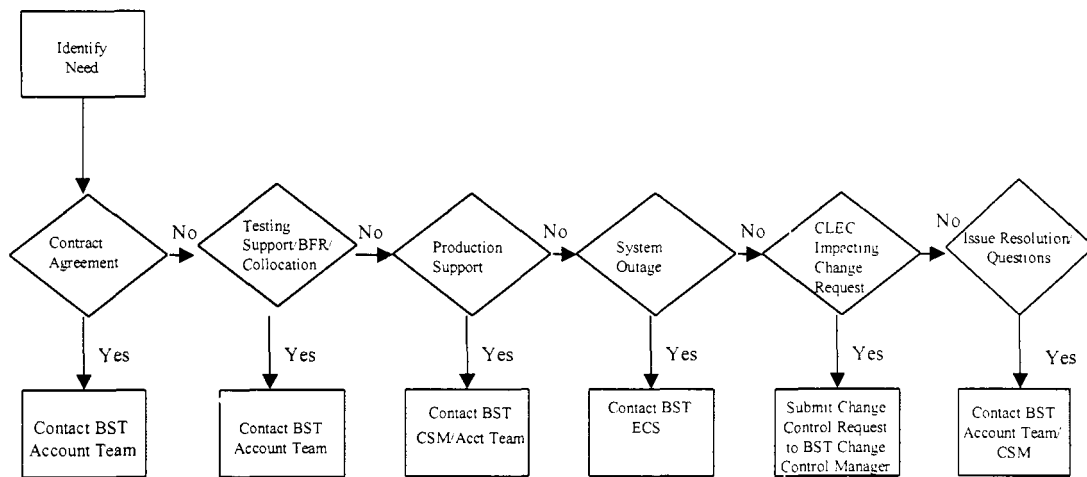 Identify
Need
Contract
Agreement
No
Testing
Support/BFR/
Collocation
No
Production
Support
No
System
Outage
No
CLEC
Impacting
Change
Request
No
Issue Resolution/
Questions
Yes
Yes
Yes
Yes
Yes
Yes
Contact BST
Account Team
Contact BST
Account Team
Contact BST
CSM/Acct Team
Contact BST
ECS
Submit Change
Control Request
to BST Change
Control Manager
Contact BST
Account Team/
CSM